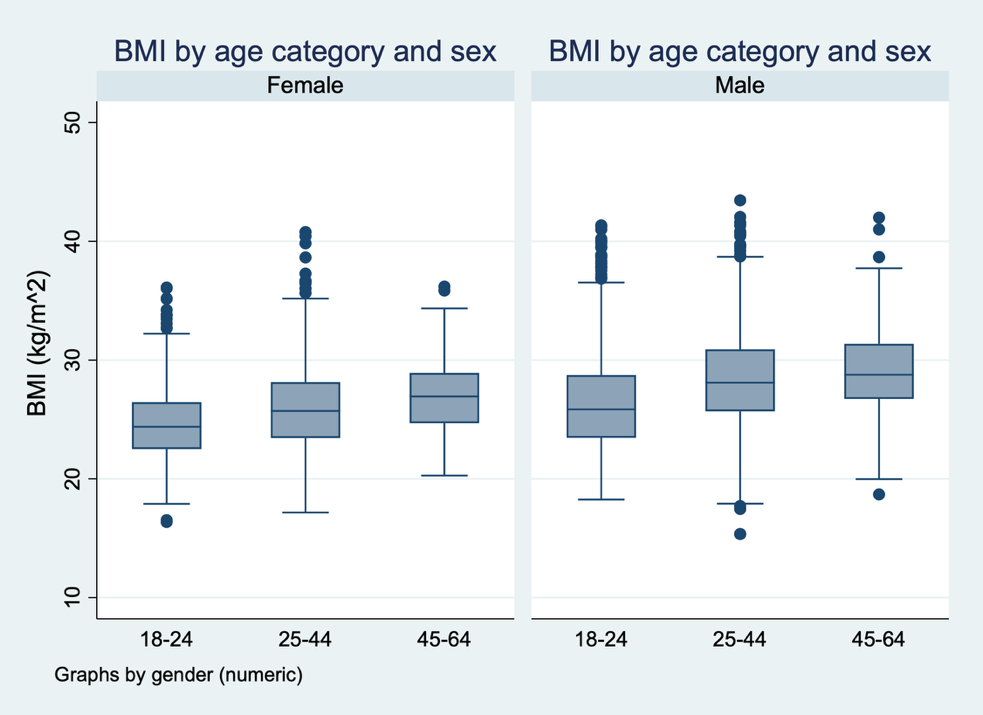 BMI by age category and sex
BMI by age category and sex
Female
Male
BMI (kg/m^2)
50
40
30
20
10
18-24
25-44
45-64
18-24
25-44
45-64
Graphs by gender (numeric)